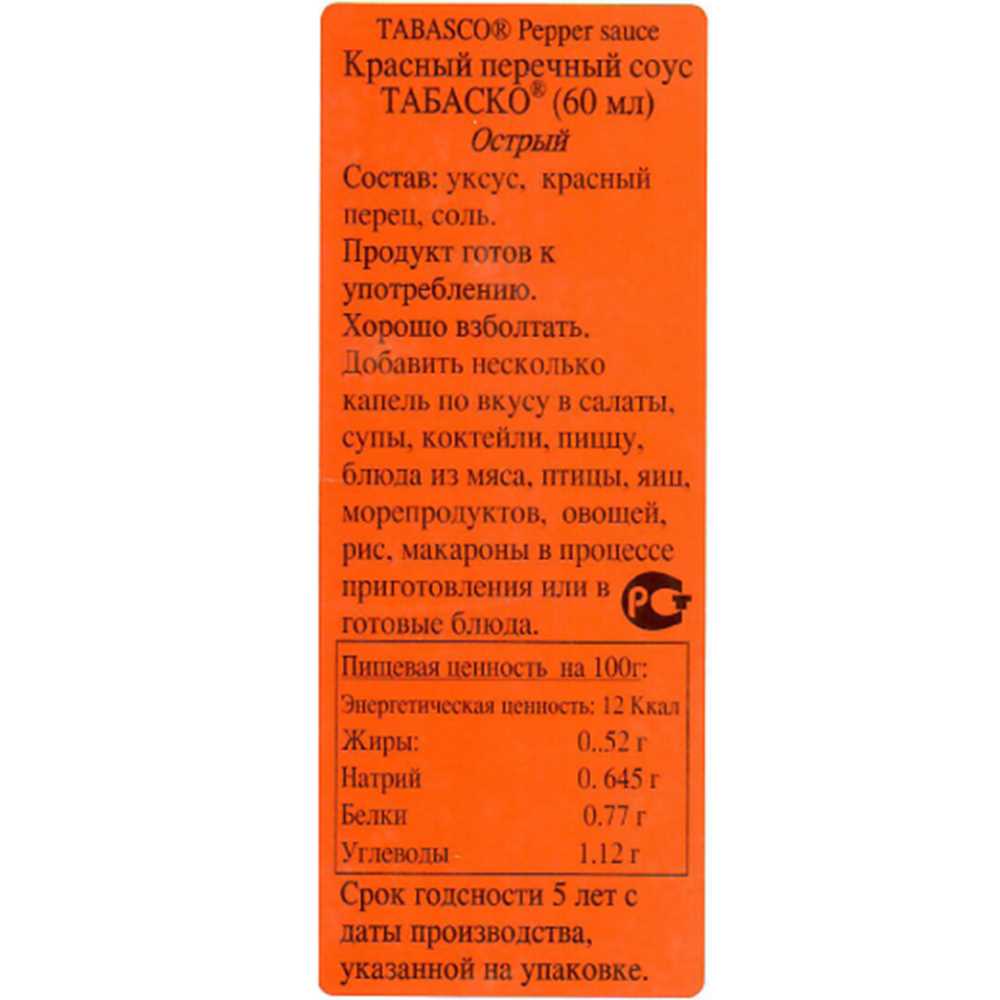 TABASCO® Pepper sauce
Красный перечный соус
ТАБАСКО® (60 мл)
Острый
Состав: уксус, красный
перец, соль.
Продукт готов к
употреблению.
Хорошо взболтать.
Добавить несколько
капель по вкусу в салаты,
супы, коктейли, пиццу,
блюда из мяса, птицы, яиц,
морепродуктов, овощей,
рис, макароны в процессе
приготовления или в
готовые блюда.
РСТ
Пищевая ценность на 100г:
Энергетическая ценность: 12 Ккал
Жиры: 0..52 г
Натрий 0. 645 г
Белки 0.77 г
Углеводы 1.12 г
Срок годсности 5 лет с
даты производства,
указанной на упаковке.